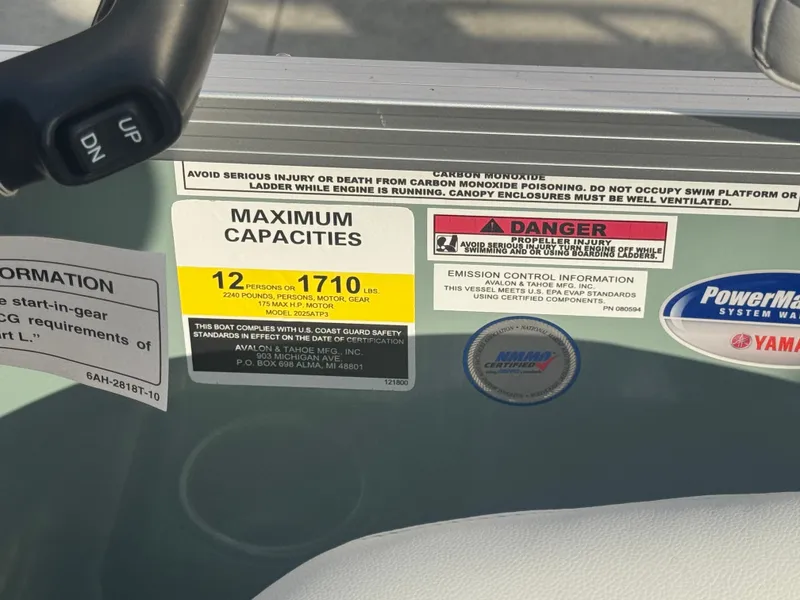 UP
DN
CARBON MONOXIDE
AVOID SERIOUS INJURY OR DEATH FROM CARBON MONOXIDE POISONING. DO NOT OCCUPY SWIM PLATFORM OR
LADDER WHILE ENGINE IS RUNNING. CANOPY ENCLOSURES MUST BE WELL VENTILATED.
MAXIMUM
CAPACITIES
12 PERSONS OR 1710 LBS.
2240 POUNDS, PERSONS, MOTOR, GEAR
175 MAX H.P. MOTOR
MODEL 2025ATP3
THIS BOAT COMPLIES WITH U.S. COAST GUARD SAFETY
STANDARDS IN EFFECT ON THE DATE OF CERTIFICATION
AVALON & TAHOE MFG., INC.
903 MICHIGAN AVE.
P.O. BOX 698 ALMA, MI 48801
121800
DANGER
PROPELLER INJURY
AVOID SERIOUS INJURY TURN ENGINE OFF WHILE
SWIMMING AND OR USING BOARDING LADDERS.
EMISSION CONTROL INFORMATION
AVALON & TAHOE MFG. INC.
THIS VESSEL MEETS U.S. EPA EVAP STANDARDS
USING CERTIFIED COMPONENTS.
PN 080594
NMMA
CERTIFIED
PowerMa
SYSTEM WA
YAMA
ORMATION
e start-in-gear
CG requirements of
rt L."
6AH-2818T-10